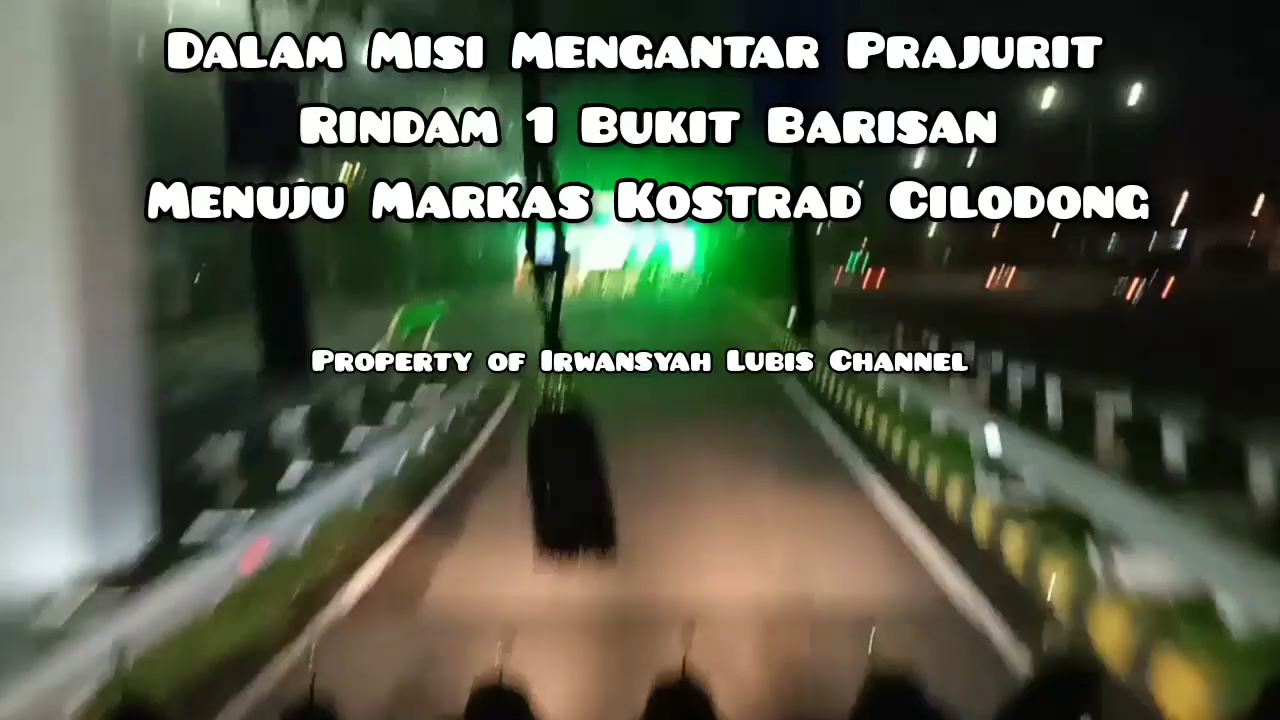 Dalam Misi Mengantar Prajurit
Rindam 1 Bukit Barisan
Menuju Markas Kostrad Cilodong
Property of Irwansyah Lubis Channel